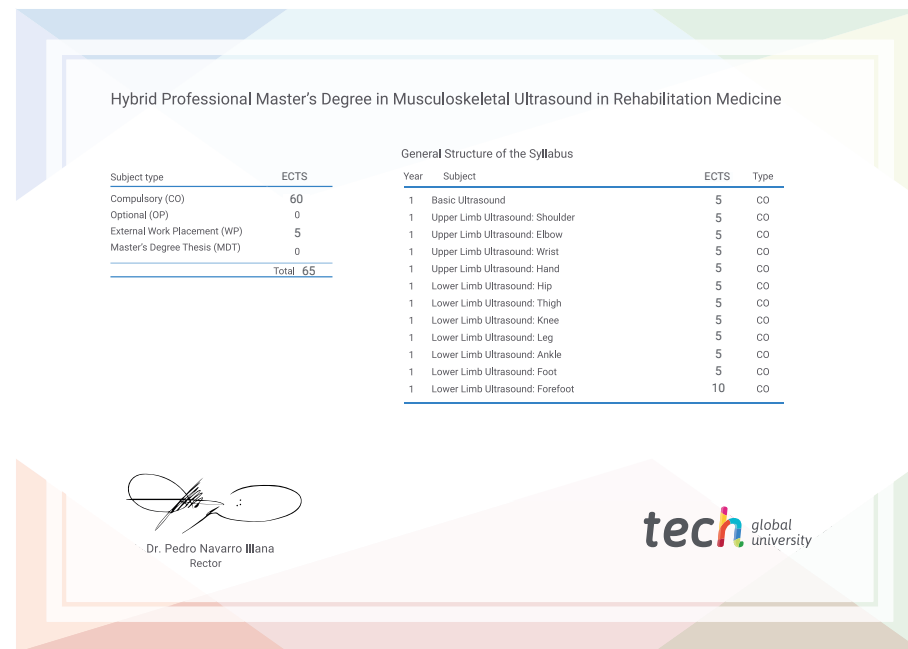 Hybrid Professional Master's Degree in Musculoskeletal Ultrasound in Rehabilitation Medicine
Subject type ECTS
Compulsory (CO) 60
Optional (OP) 0
External Work Placement (WP) 5
Master's Degree Thesis (MDT) 0
Total 65
General Structure of the Syllabus
Year Subject ECTS Type
1 Basic Ultrasound 5 CO
1 Upper Limb Ultrasound: Shoulder 5 CO
1 Upper Limb Ultrasound: Elbow 5 CO
1 Upper Limb Ultrasound: Wrist 5 CO
1 Upper Limb Ultrasound: Hand 5 CO
1 Lower Limb Ultrasound: Hip 5 CO
1 Lower Limb Ultrasound: Thigh 5 CO
1 Lower Limb Ultrasound: Knee 5 CO
1 Lower Limb Ultrasound: Leg 5 CO
1 Lower Limb Ultrasound: Ankle 5 CO
1 Lower Limb Ultrasound: Foot 5 CO
1 Lower Limb Ultrasound: Forefoot 10 CO
Dr. Pedro Navarro Illana
Rector
tech global
university